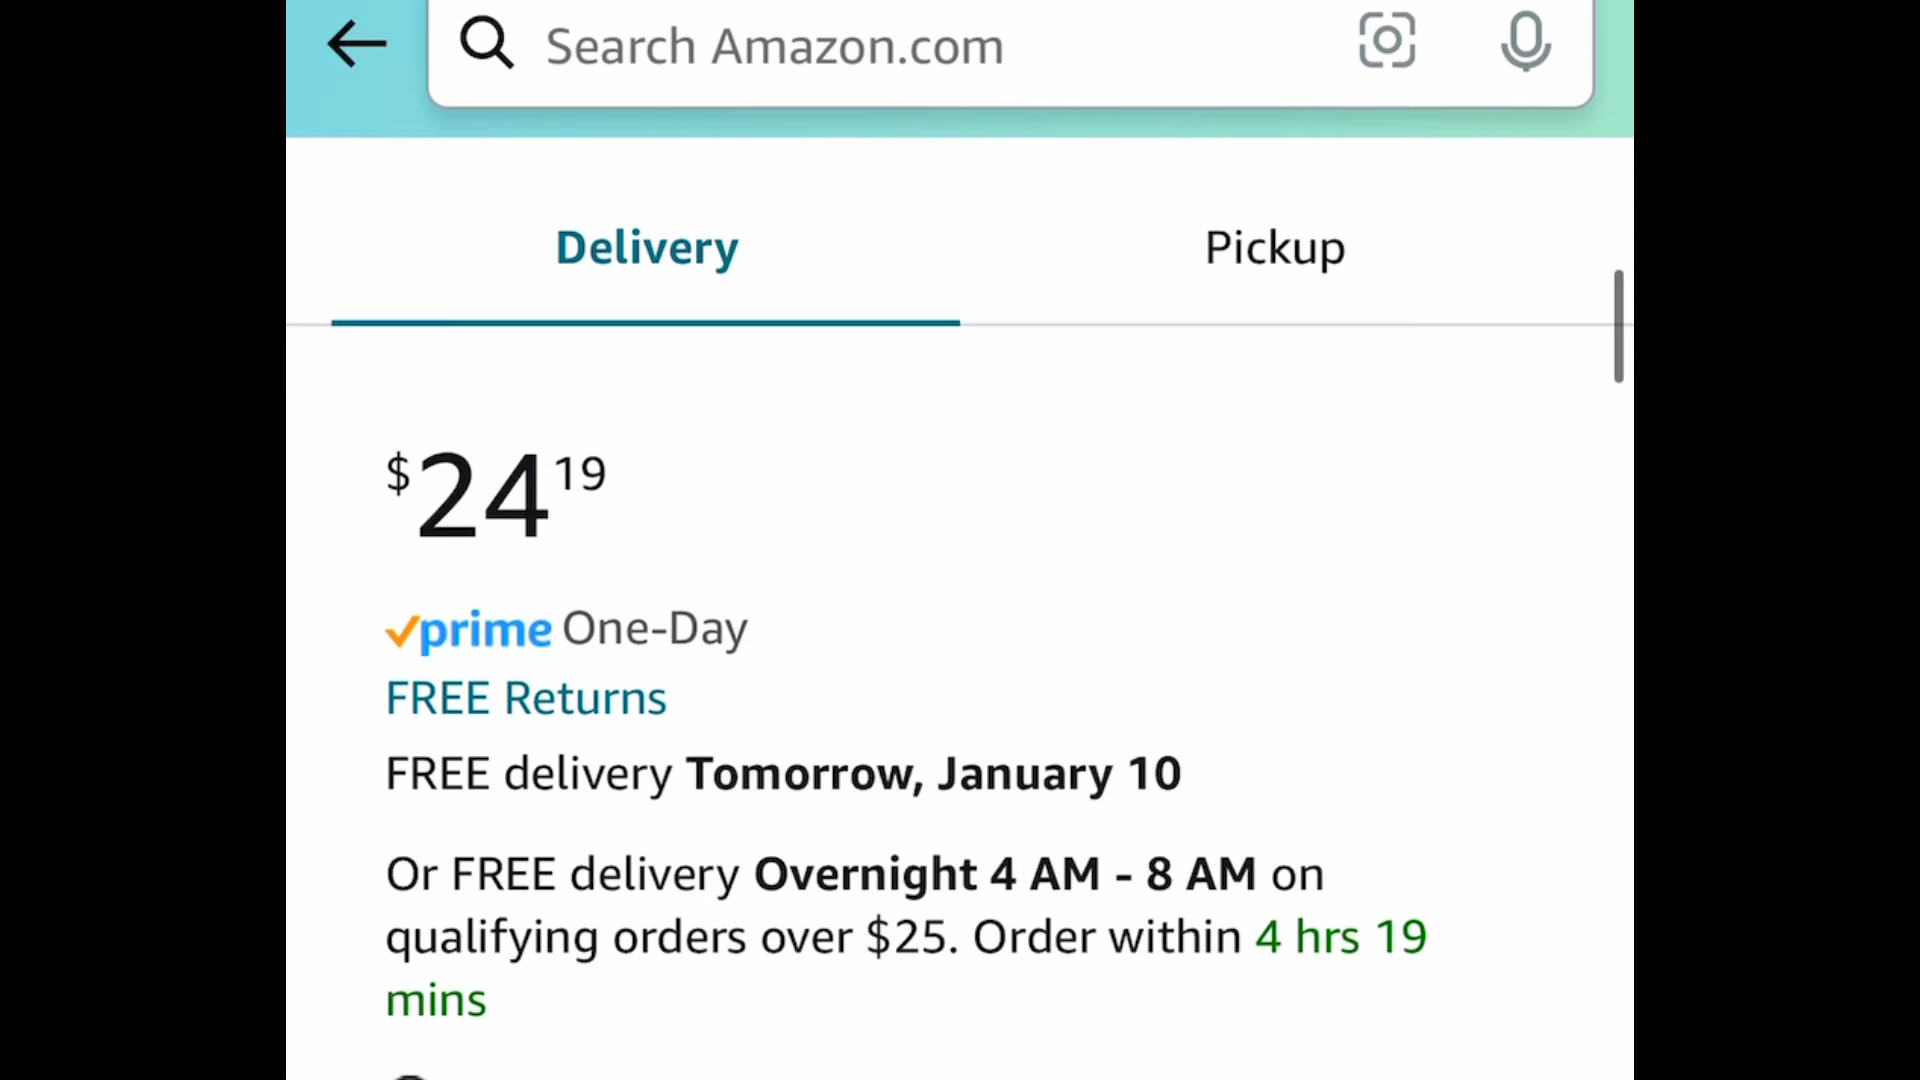 Search Amazon.com
Delivery
Pickup
$24 19
prime One-Day
FREE Returns
FREE delivery Tomorrow, January 10
Or FREE delivery Overnight 4 AM - 8 AM on
qualifying orders over $25. Order within 4 hrs 19
mins